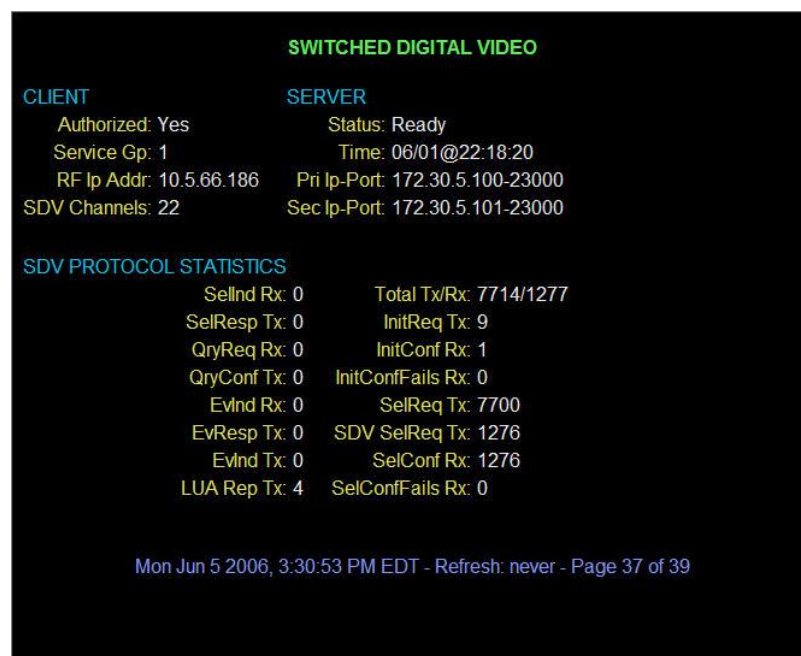 SWITCHED DIGITAL VIDEO
CLIENT SERVER
Authorized: Yes Status: Ready
Service Gp: 1 Time: 06/01@22:18:20
RF Ip Addr: 10.5.66.186 Pri Ip-Port: 172.30.5.100-23000
SDV Channels: 22 Sec Ip-Port: 172.30.5.101-23000
SDV PROTOCOL STATISTICS
SelInd Rx: 0 Total Tx/Rx: 7714/1277
SelResp Tx: 0 InitReq Tx: 9
QryReq Rx: 0 InitConf Rx: 1
QryConf Tx: 0 InitConfFails Rx: 0
EvInd Rx: 0 SelReq Tx: 7700
EvResp Tx: 0 SDV SelReq Tx: 1276
EvInd Tx: 0 SelConf Rx: 1276
LUA Rep Tx: 4 SelConfFails Rx: 0
Mon Jun 5 2006, 3:30:53 PM EDT - Refresh: never - Page 37 of 39